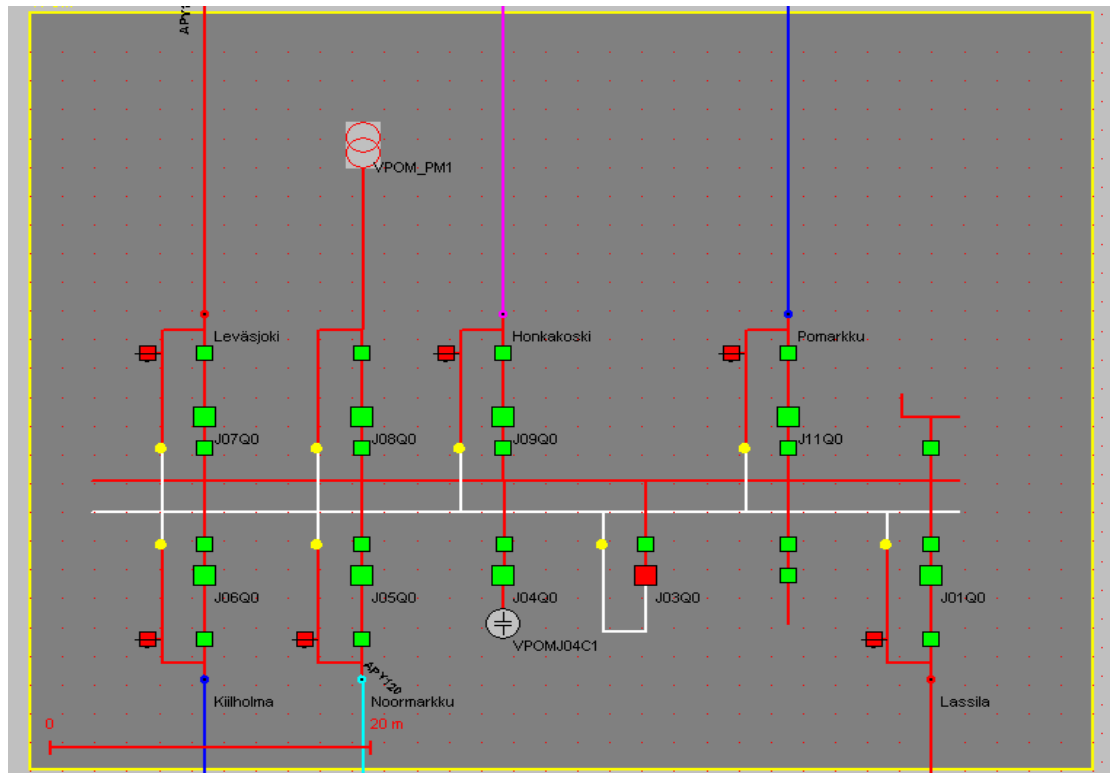 APY1
VPOM_PM1
Leväsjoki
Honkakoski
Pomarkku
J07Q0
J08Q0
J09Q0
J11Q0
J06Q0
J05Q0
J04Q0
J03Q0
J01Q0
VPOMJ04C1
APY120
Kiilholma
Noormarkku
Lassila
0
20 m